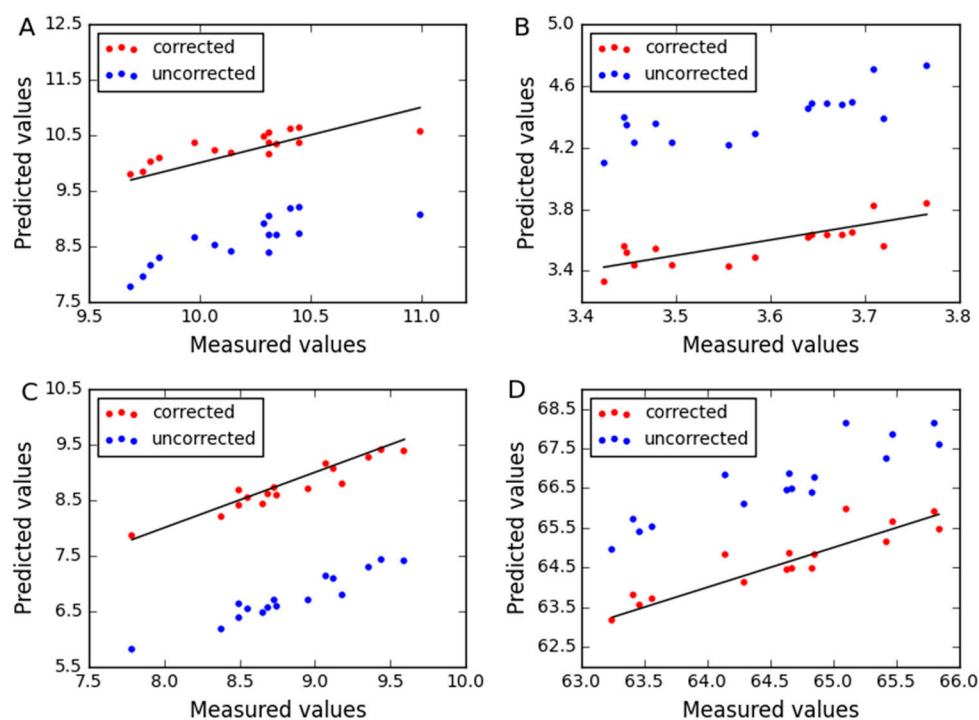 A
12.5
11.5
10.5
9.5
8.5
7.5
Predicted values
corrected
uncorrected
9.5 10.0 10.5 11.0
Measured values
B
5.0
4.6
4.2
3.8
3.4
Predicted values
corrected
uncorrected
3.4 3.5 3.6 3.7 3.8
Measured values
C
10.5
9.5
8.5
7.5
6.5
5.5
Predicted values
corrected
uncorrected
7.5 8.0 8.5 9.0 9.5 10.0
Measured values
D
68.5
67.5
66.5
65.5
64.5
63.5
62.5
Predicted values
corrected
uncorrected
63.0 63.5 64.0 64.5 65.0 65.5 66.0
Measured values